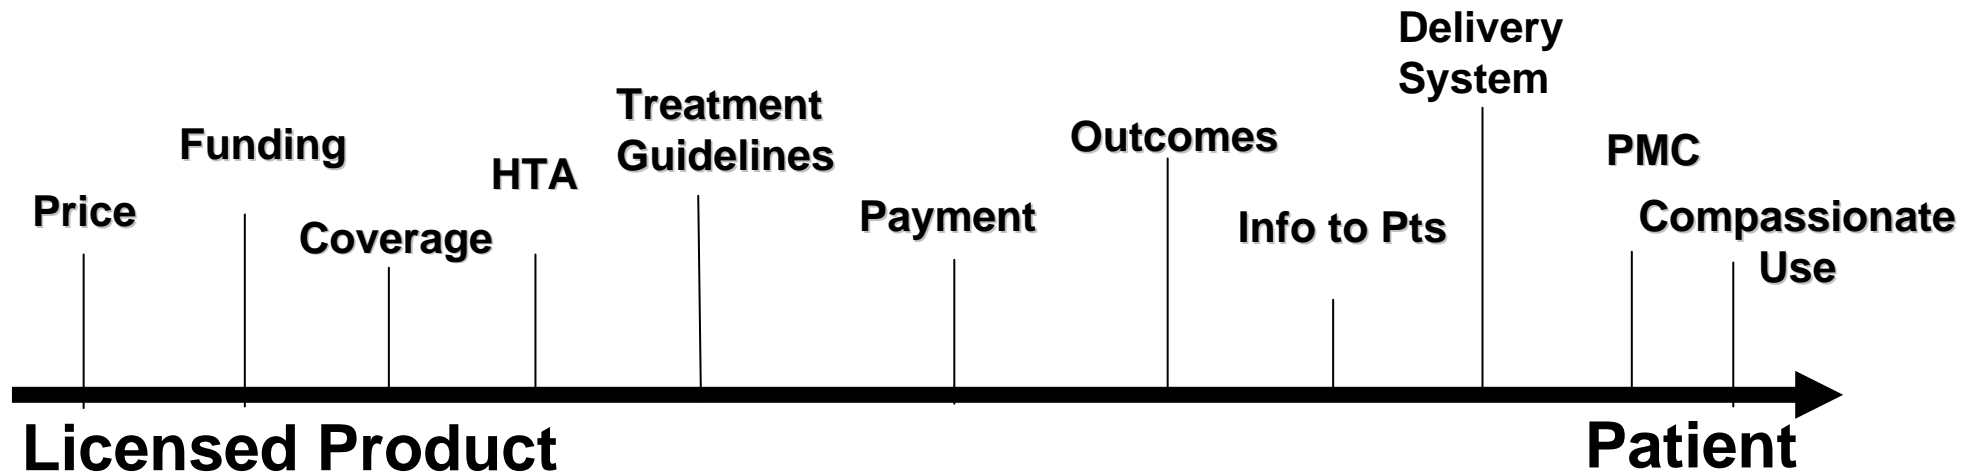 Price
Funding
Coverage
HTA
Treatment
Guidelines
Payment
Outcomes
Info to Pts
Delivery
System
PMC
Compassionate
Use
Licensed Product
Patient